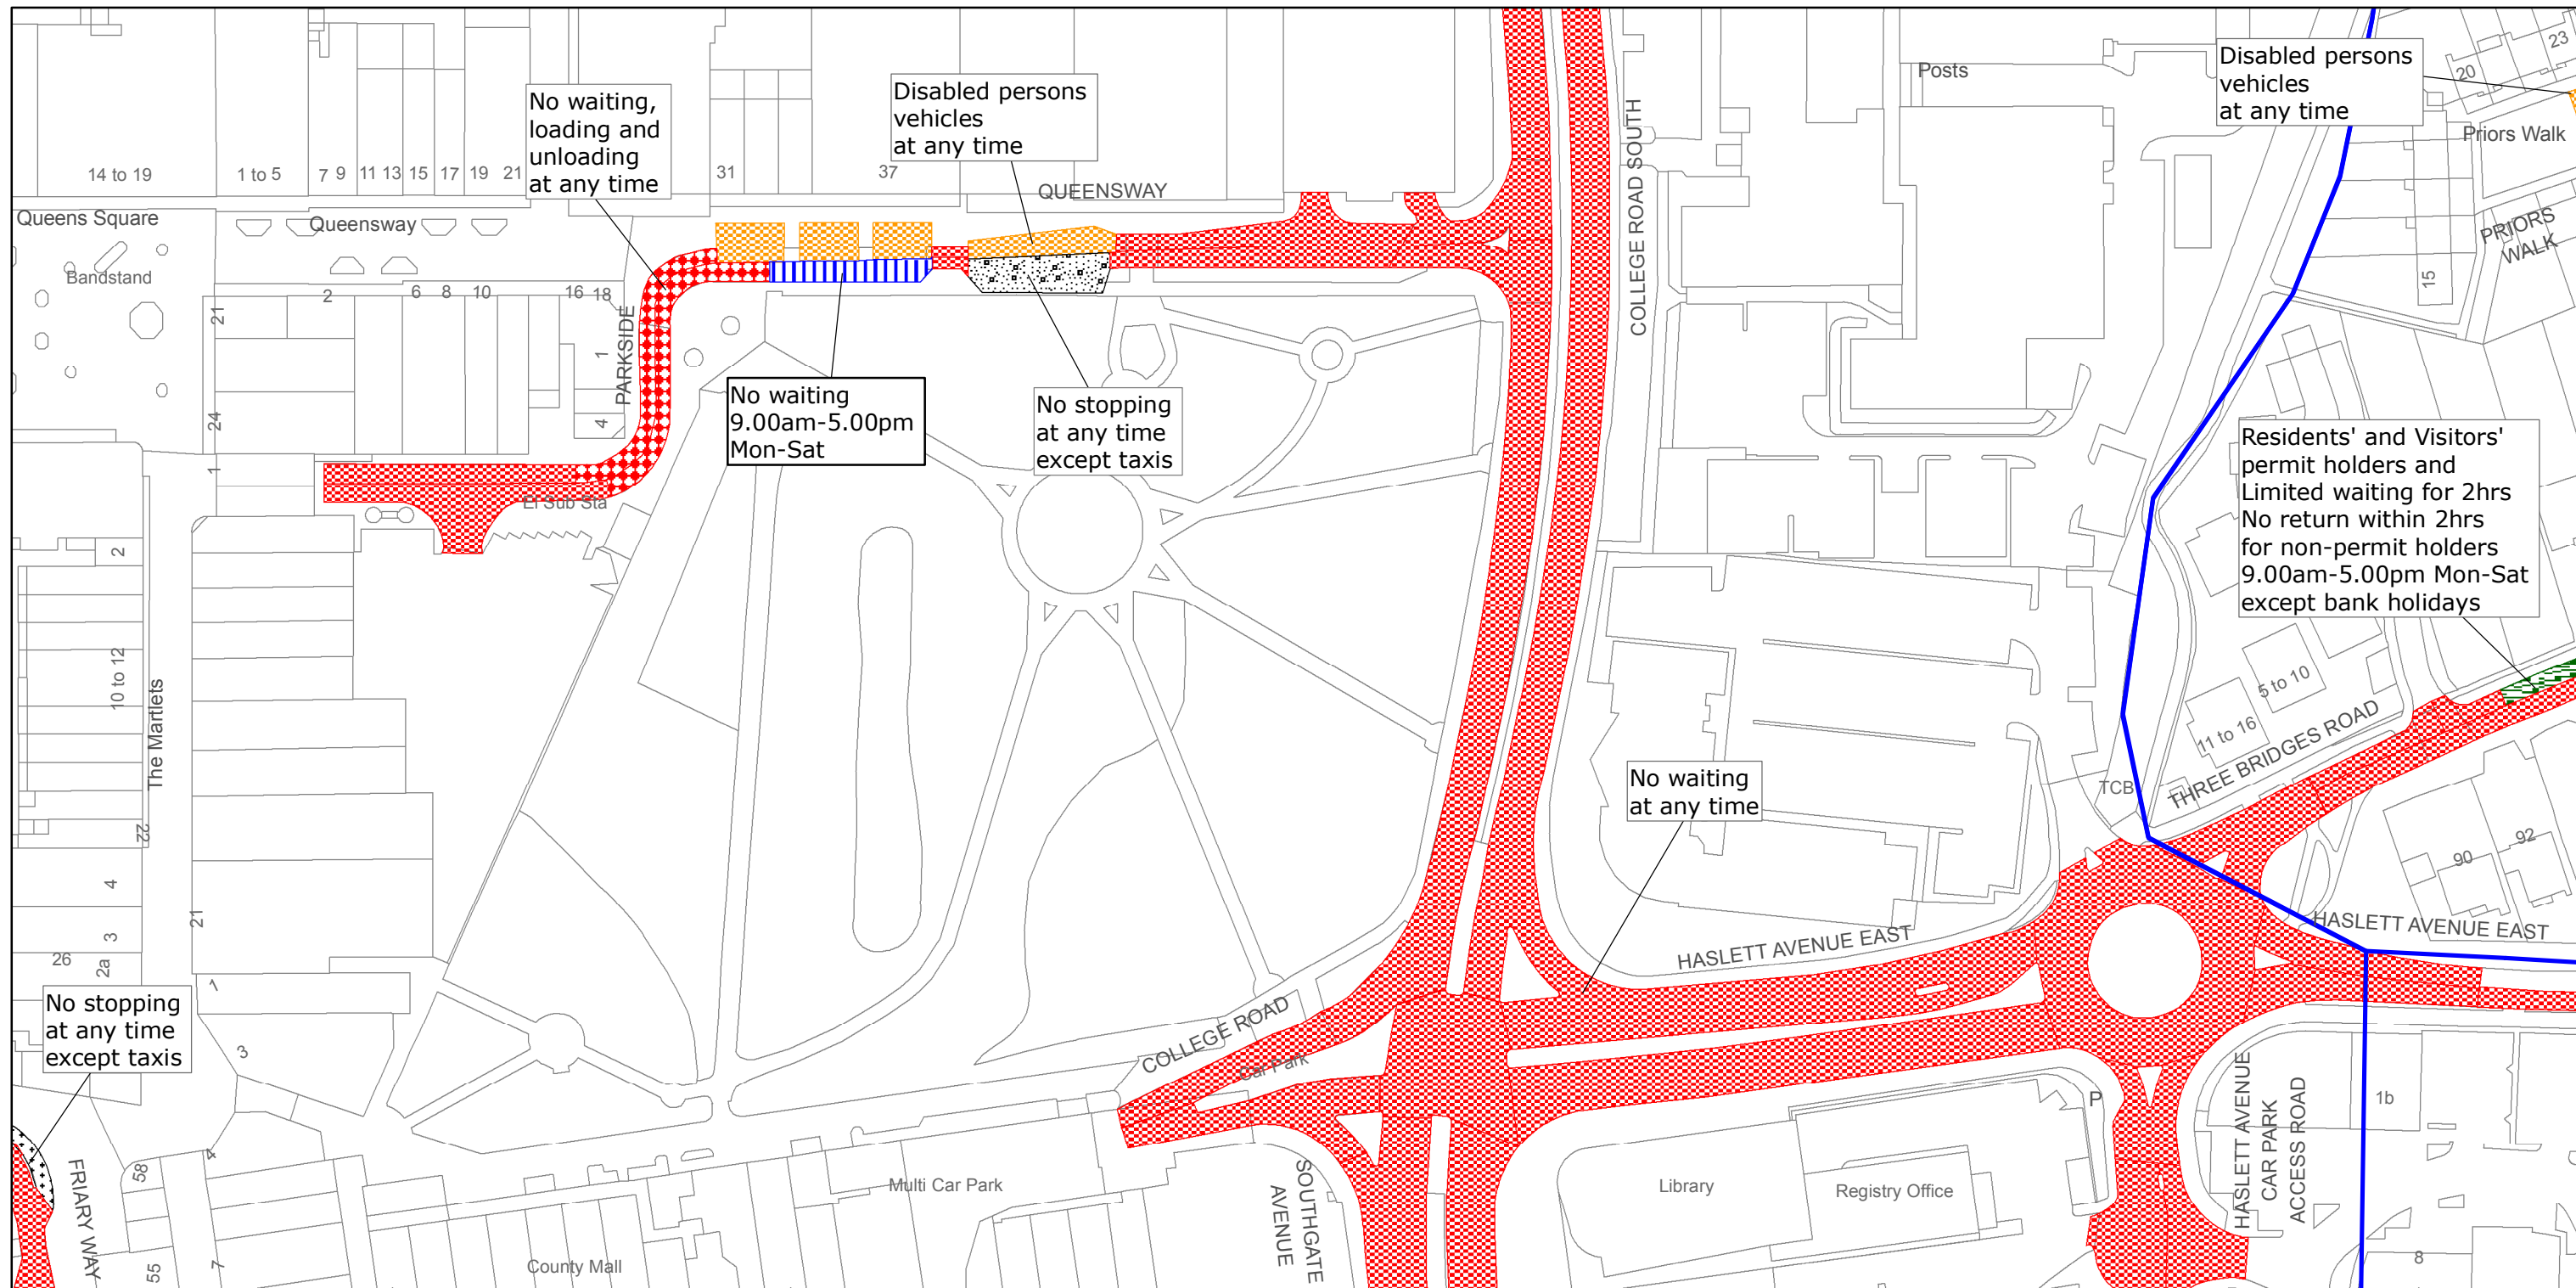 No waiting,
loading and
unloading
at any time
Disabled persons
vehicles
at any time
Disabled persons
vehicles
at any time
Posts
20
23
Priors Walk
PRIORS
WALK
15
14 to 19
1 to 5
7
9
11
13
15
17
19
21
31
37
QUEENSWAY
Queens Square
Queensway
Bandstand
2
6
8
10
16
18
21
24
1
PARKSIDE
1
4
COLLEGE ROAD SOUTH
No waiting
9.00am-5.00pm
Mon-Sat
No stopping
at any time
except taxis
Residents' and Visitors'
permit holders and
Limited waiting for 2hrs
No return within 2hrs
for non-permit holders
9.00am-5.00pm Mon-Sat
except bank holidays
El Sub Sta
2
10 to 12
The Martlets
22
4
3
26
2a
21
1
3
5 to 10
11 to 16
THREE BRIDGES ROAD
TCB
No waiting
at any time
90
92
HASLETT AVENUE EAST
HASLETT AVENUE EAST
No stopping
at any time
except taxis
COLLEGE ROAD
Car Park
P
HASLETT AVENUE
CAR PARK
ACCESS ROAD
1b
8
FRIARY WAY
58
4
55
7
Multi Car Park
County Mall
SOUTHGATE
AVENUE
Library
Registry Office